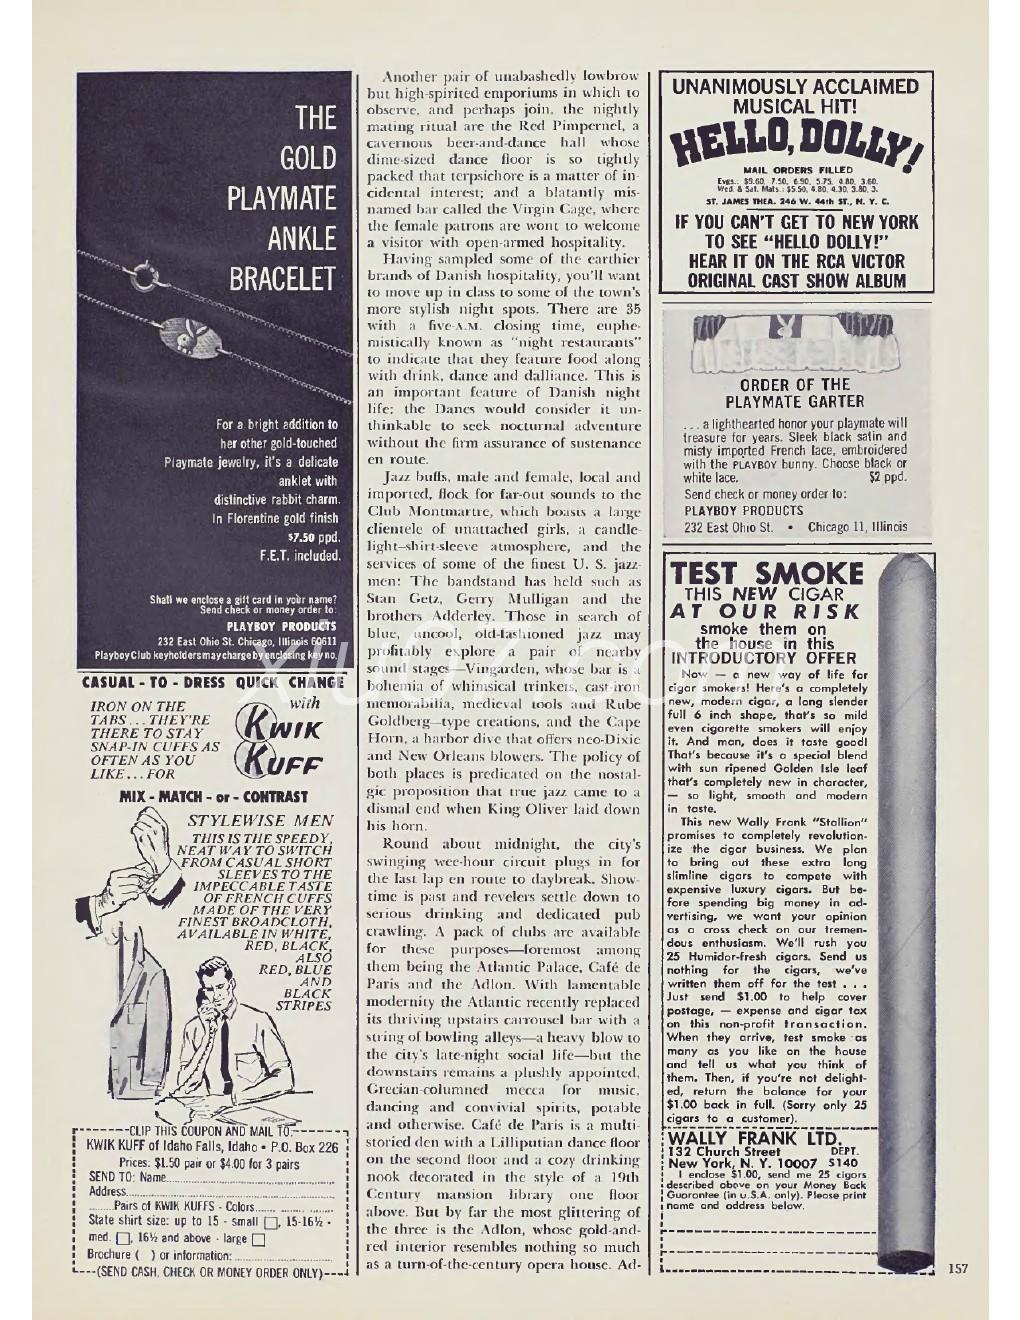 THE
GOLD
PLAYMATE
ANKLE
BRACELET
For a bright addition to
her other gold-touched
Playmate jewelry, it's a delicate
anklet with
distinctive rabbit charm.
In Florentine gold finish
$7.50 ppd.
F.E.T. included.
Shall we enclose a gift card in your name?
Send check or money order to:
PLAYBOY PRODUCTS
232 East Ohio St. Chicago, Illinois 60611
Playboy Club keyholders may charge by enclosing key no.
CASUAL - TO - DRESS QUICK CHANGE
with
KWIK
KUFF
IRON ON THE
TABS... THEY'RE
THERE TO STAY
SNAP-IN CUFFS AS
OFTEN AS YOU
LIKE... FOR
MIX - MATCH - or - CONTRAST
STYLEWISE MEN
THIS IS THE SPEEDY,
NEAT WAY TO SWITCH
FROM CASUAL SHORT
SLEEVES TO THE
IMPECCABLE TASTE
OF FRENCH CUFFS
MADE OF THE VERY
FINEST BROADCLOTH,
AVAILABLE IN WHITE,
RED, BLACK,
ALSO
RED, BLUE
AND
BLACK
STRIPES
CLIP THIS COUPON AND MAIL TO:
KWIK KUFF of Idaho Falls, Idaho • P.O. Box 226
Prices: $1.50 pair or $4.00 for 3 pairs
SEND TO: Name
Address
Pairs of KWIK KUFFS - Colors
State shirt size: up to 15 - small □, 15-16½ -
med. □, 16½ and above - large □
Brochure ( ) or information:
(SEND CASH, CHECK OR MONEY ORDER ONLY)
Another pair of unabashedly lowbrow
but high-spirited emporiums in which to
observe, and perhaps join, the nightly
mating ritual are the Red Pimpernel, a
cavernous beer-and-dance hall whose
dime-sized dance floor is so tightly
packed that terpsichore is a matter of in-
cidental interest; and a blatantly mis-
named bar called the Virgin Cage, where
the female patrons are wont to welcome
a visitor with open-armed hospitality.
Having sampled some of the earthier
brands of Danish hospitality, you'll want
to move up in class to some of the town's
more stylish night spots. There are 35
with a five-A.M. closing time, euphe-
mistically known as "night restaurants"
to indicate that they feature food along
with drink, dance and dalliance. This is
an important feature of Danish night
life; the Danes would consider it un-
thinkable to seek nocturnal adventure
without the firm assurance of sustenance
en route.
Jazz buffs, male and female, local and
imported, flock for far-out sounds to the
Club Montmartre, which boasts a large
clientele of unattached girls, a candle-
light-shirt-sleeve atmosphere, and the
services of some of the finest U. S. jazz-
men: The bandstand has held such as
Stan Getz, Gerry Mulligan and the
brothers Adderley. Those in search of
blue, uncool, old-fashioned jazz may
profitably explore a pair of nearby
sound stages—Vingarden, whose bar is a
bohemia of whimsical trinkets, cast-iron
memorabilia, medieval tools and Rube
Goldberg-type creations, and the Cape
Horn, a harbor dive that offers neo-Dixie
and New Orleans blowers. The policy of
both places is predicated on the nostal-
gic proposition that true jazz came to a
dismal end when King Oliver laid down
his horn.
Round about midnight, the city's
swinging wee-hour circuit plugs in for
the last lap en route to daybreak. Show-
time is past and revelers settle down to
serious drinking and dedicated pub
crawling. A pack of clubs are available
for these purposes—foremost among
them being the Atlantic Palace, Café de
Paris and the Adlon. With lamentable
modernity the Atlantic recently replaced
its thriving upstairs carrousel bar with a
string of bowling alleys—a heavy blow to
the city's late-night social life—but the
downstairs remains a plushly appointed,
Grecian-columned mecca for music,
dancing and convivial spirits, potable
and otherwise. Café de Paris is a multi-
storied den with a Lilliputian dance floor
on the second floor and a cozy drinking
nook decorated in the style of a 19th
Century mansion library one floor
above. But by far the most glittering of
the three is the Adlon, whose gold-and-
red interior resembles nothing so much
as a turn-of-the-century opera house. Ad-
UNANIMOUSLY ACCLAIMED
MUSICAL HIT!
HELLO, DOLLY!
MAIL ORDERS FILLED
Evgs.: $9.60, 7.50, 6.90, 5.75, 4.80, 3.60.
Wed. & Sat. Mats.: $5.50, 4.80, 4.30, 3.80, 3.
ST. JAMES THEA. 246 W. 44th ST., N. Y. C.
IF YOU CAN'T GET TO NEW YORK
TO SEE "HELLO DOLLY!"
HEAR IT ON THE RCA VICTOR
ORIGINAL CAST SHOW ALBUM
ORDER OF THE
PLAYMATE GARTER
... a lighthearted honor your playmate will
treasure for years. Sleek black satin and
misty imported French lace, embroidered
with the PLAYBOY bunny. Choose black or
white lace. $2 ppd.
Send check or money order to:
PLAYBOY PRODUCTS
232 East Ohio St. • Chicago 11, Illinois
TEST SMOKE
THIS NEW CIGAR
AT OUR RISK
smoke them on
the house in this
INTRODUCTORY OFFER
Now — a new way of life for
cigar smokers! Here's a completely
new, modern cigar, a long slender
full 6 inch shape, that's so mild
even cigarette smokers will enjoy
it. And man, does it taste good!
That's because it's a special blend
with sun ripened Golden Isle leaf
that's completely new in character,
— so light, smooth and modern
in taste.
This new Wally Frank "Stallion"
promises to completely revolution-
ize the cigar business. We plan
to bring out these extra long
slimline cigars to compete with
expensive luxury cigars. But be-
fore spending big money in ad-
vertising, we want your opinion
as a cross check on our tremen-
dous enthusiasm. We'll rush you
25 Humidor-fresh cigars. Send us
nothing for the cigars, we've
written them off for the test . . .
Just send $1.00 to help cover
postage, — expense and cigar tax
on this non-profit transaction.
When they arrive, test smoke as
many as you like on the house
and tell us what you think of
them. Then, if you're not delight-
ed, return the balance for your
$1.00 back in full. (Sorry only 25
cigars to a customer).
WALLY FRANK LTD.
132 Church Street DEPT.
New York, N. Y. 10007 S140
I enclose $1.00, send me 25 cigars
described above on your Money Back
Guarantee (in U.S.A. only). Please print
name and address below.
157